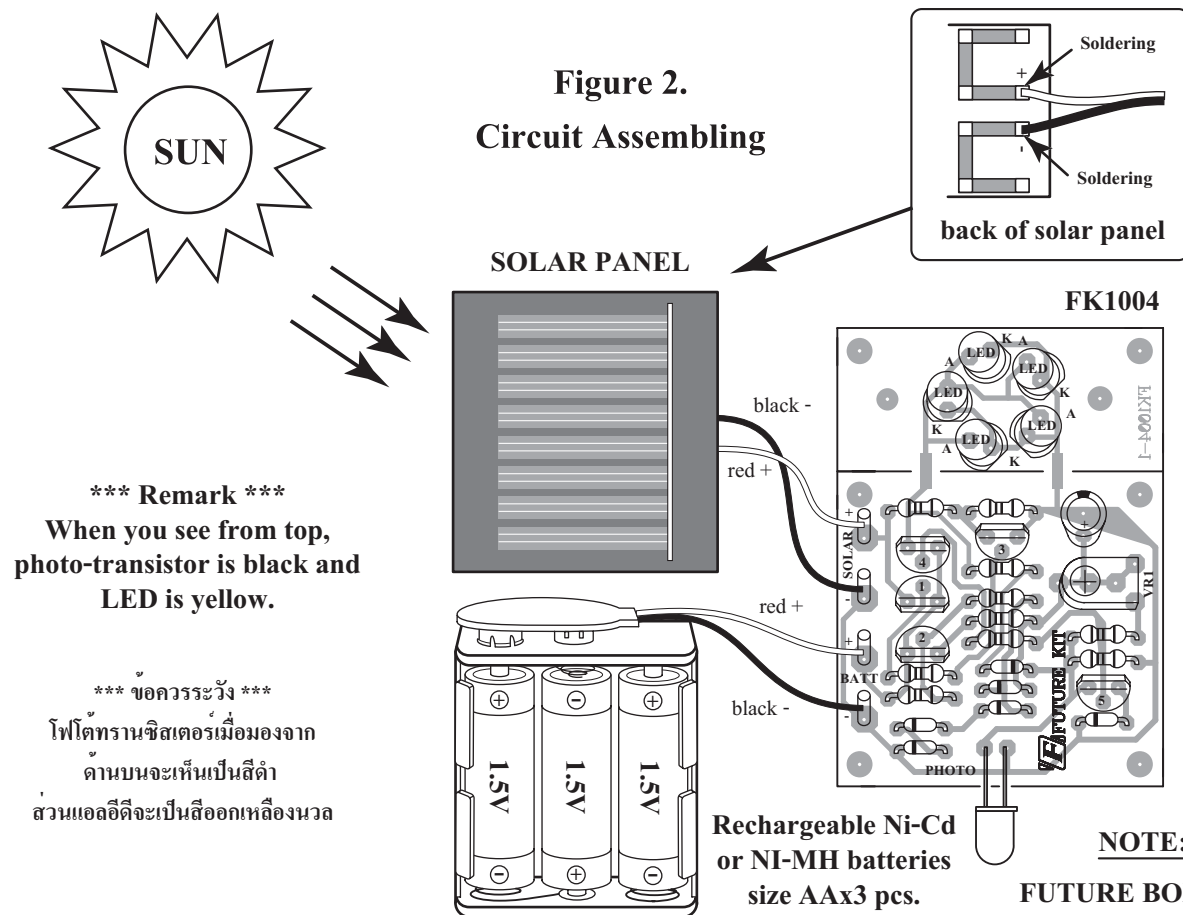 SUN
Figure 2.
Circuit Assembling
Soldering
+
-
Soldering
back of solar panel
SOLAR PANEL
FK1004
black -
red +
*** Remark ***
When you see from top,
photo-transistor is black and
LED is yellow.
*** ข้อควรระวัง ***
โฟโต้ทรานซิสเตอร์เมื่อมองจาก
ด้านบนจะเห็นเป็นสีดำ
ส่วนแอลอีดีจะเป็นสีออกเหลืองนวล
red +
black -
1.5V
1.5V
1.5V
+
-
+
-
+
-
Rechargeable Ni-Cd
or NI-MH batteries
size AAx3 pcs.
K A
LED
A
LED
K
LED
K
A
LED
A
LED
K
FK1004-1
+
SOLAR
-
+
BATT
-
4
3
1
2
5
+
VR1
FUTURE KIT
PHOTO
NOTE:
FUTURE BO